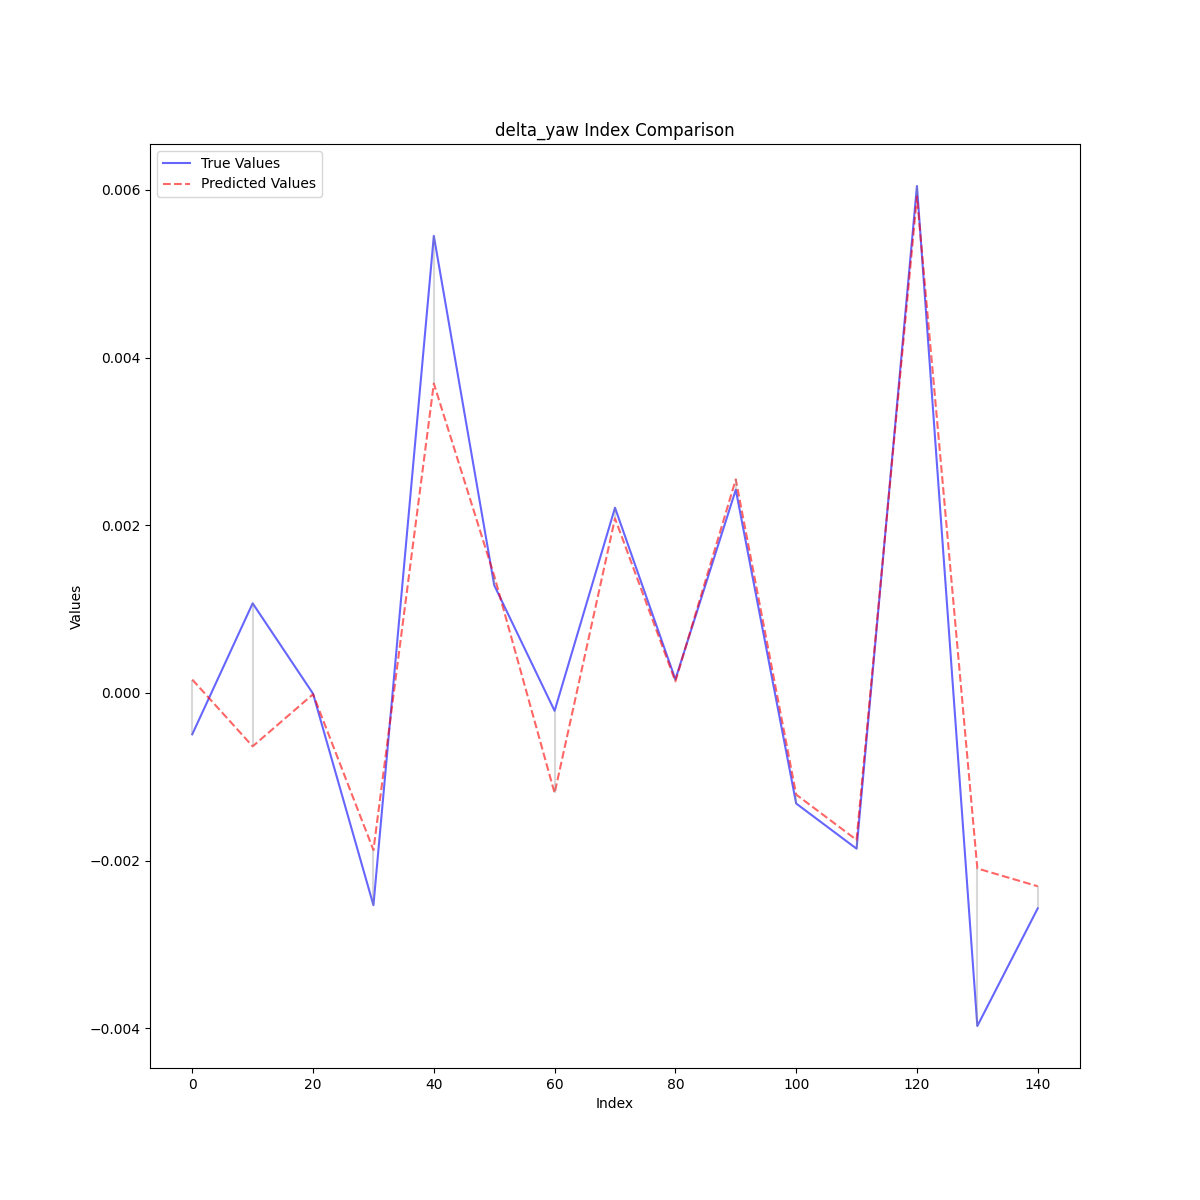 delta_yaw Index Comparison
True Values
Predicted Values
0.006
0.004
0.002
0.000
−0.002
−0.004
Values
0 20 40 60 80 100 120 140
Index